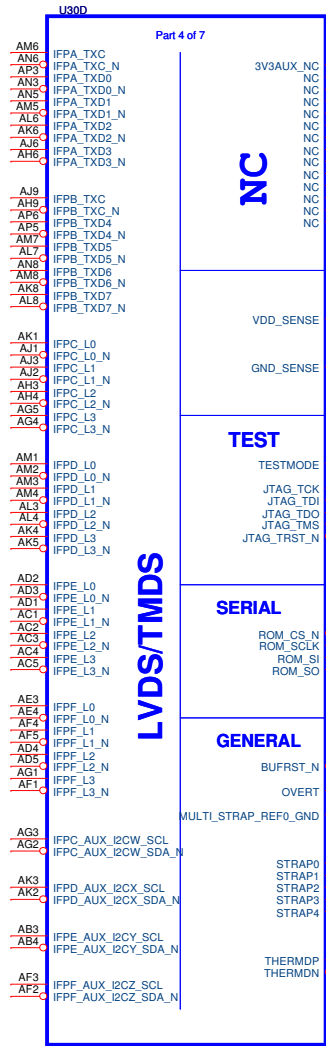 U30D
Part 4 of 7
AM6 IFPA_TXC
AN6 IFPA_TXC_N
AP3 IFPA_TXD0
AN3 IFPA_TXD0_N
AN5 IFPA_TXD1
AM5 IFPA_TXD1_N
AL6 IFPA_TXD2
AK6 IFPA_TXD2_N
AJ6 IFPA_TXD3
AH6 IFPA_TXD3_N
AJ9 IFPB_TXC
AH9 IFPB_TXC_N
AP6 IFPB_TXD4
AP5 IFPB_TXD4_N
AM7 IFPB_TXD5
AL7 IFPB_TXD5_N
AN8 IFPB_TXD6
AM8 IFPB_TXD6_N
AK8 IFPB_TXD7
AL8 IFPB_TXD7_N
AK1 IFPC_L0
AJ1 IFPC_L0_N
AJ3 IFPC_L1
AJ2 IFPC_L1_N
AH3 IFPC_L2
AH4 IFPC_L2_N
AG5 IFPC_L3
AG4 IFPC_L3_N
AM1 IFPD_L0
AM2 IFPD_L0_N
AM3 IFPD_L1
AM4 IFPD_L1_N
AL3 IFPD_L2
AL4 IFPD_L2_N
AK4 IFPD_L3
AK5 IFPD_L3_N
AD2 IFPE_L0
AD3 IFPE_L0_N
AD1 IFPE_L1
AC1 IFPE_L1_N
AC2 IFPE_L2
AC3 IFPE_L2_N
AC4 IFPE_L3
AC5 IFPE_L3_N
AE3 IFPF_L0
AE4 IFPF_L0_N
AF4 IFPF_L1
AF5 IFPF_L1_N
AD4 IFPF_L2
AD5 IFPF_L2_N
AG1 IFPF_L3
AF1 IFPF_L3_N
AG3 IFPC_AUX_I2CW_SCL
AG2 IFPC_AUX_I2CW_SDA_N
AK3 IFPD_AUX_I2CX_SCL
AK2 IFPD_AUX_I2CX_SDA_N
AB3 IFPE_AUX_I2CY_SCL
AB4 IFPE_AUX_I2CY_SDA_N
AF3 IFPF_AUX_I2CZ_SCL
AF2 IFPF_AUX_I2CZ_SDA_N
LVDS/TMDS
3V3AUX_NC
NC
NC
NC
NC
NC
NC
NC
NC
NC
NC
NC
NC
NC
VDD_SENSE
GND_SENSE
TEST
TESTMODE
JTAG_TCK
JTAG_TDI
JTAG_TDO
JTAG_TMS
JTAG_TRST_N
SERIAL
ROM_CS_N
ROM_SCLK
ROM_SI
ROM_SO
GENERAL
BUFRST_N
OVERT
MULTI_STRAP_REF0_GND
STRAP0
STRAP1
STRAP2
STRAP3
STRAP4
THERMDP
THERMDN